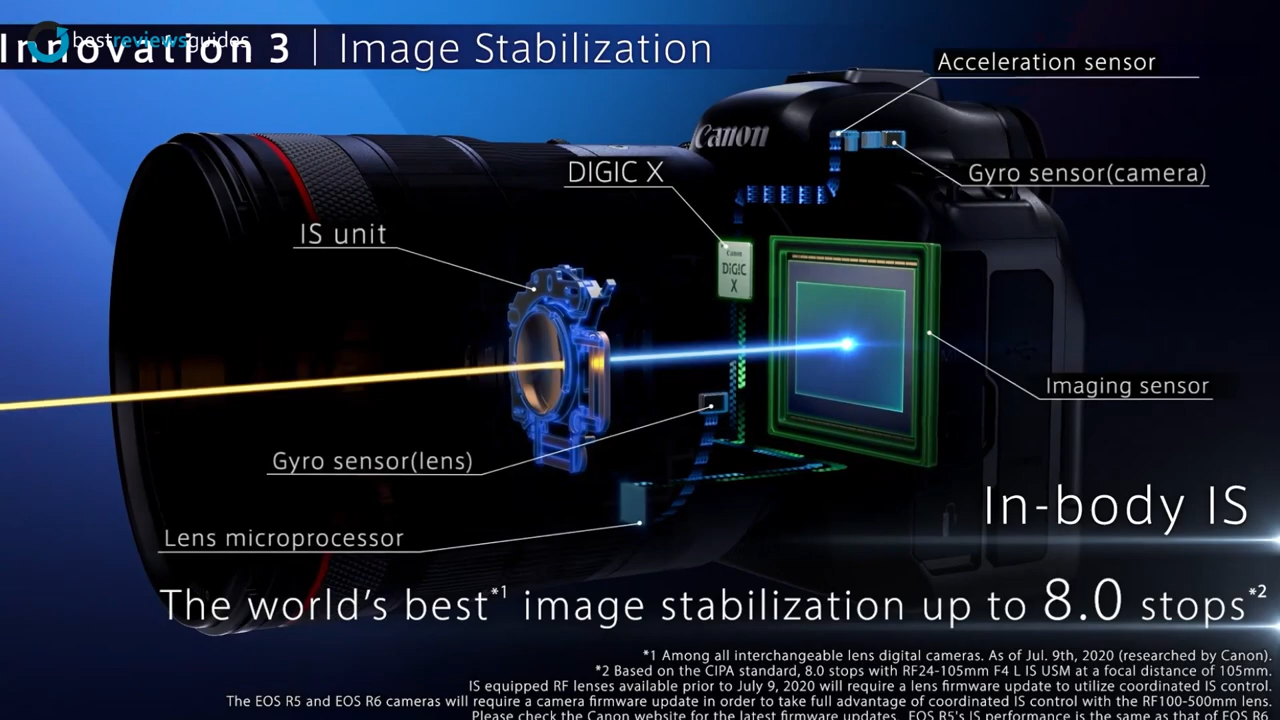 bestreviewsguides
Innovation 3 | Image Stabilization
Acceleration sensor
Canon
DIGIC X
Gyro sensor(camera)
IS unit
Canon
DIGIC
X
Imaging sensor
Gyro sensor(lens)
In-body IS
Lens microprocessor
The world's best*1 image stabilization up to 8.0 stops*2
*1 Among all interchangeable lens digital cameras. As of Jul. 9th, 2020 (researched by Canon).
*2 Based on the CIPA standard, 8.0 stops with RF24-105mm F4 L IS USM at a focal distance of 105mm.
IS equipped RF lenses available prior to July 9, 2020 will require a lens firmware update to utilize coordinated IS control.
The EOS R5 and EOS R6 cameras will require a camera firmware update in order to take full advantage of coordinated IS control with the RF100-500mm lens.
Please check the Canon website for the latest firmware updates. EOS R5's IS performance is the same as that of EOS R6.